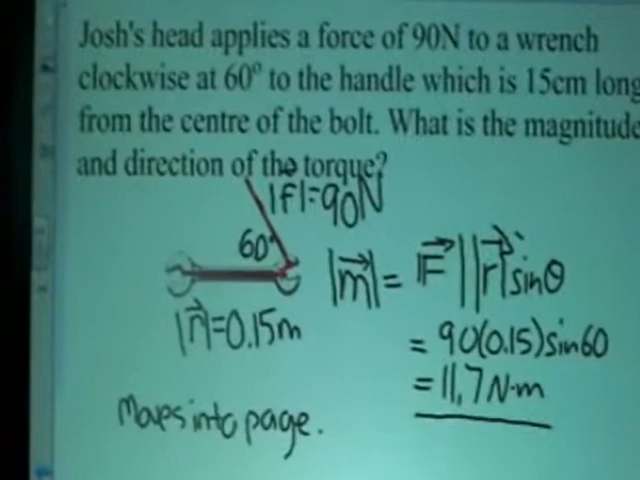 Josh's head applies a force of 90N to a wrench
clockwise at 60° to the handle which is 15cm long
from the centre of the bolt. What is the magnitude
and direction of the torque?
|f|=90N
60°
|m⃗|= F⃗||r⃗|sinθ
|r⃗|=0.15m
= 90(0.15)sin60
=11,7N·m
Moves into page.